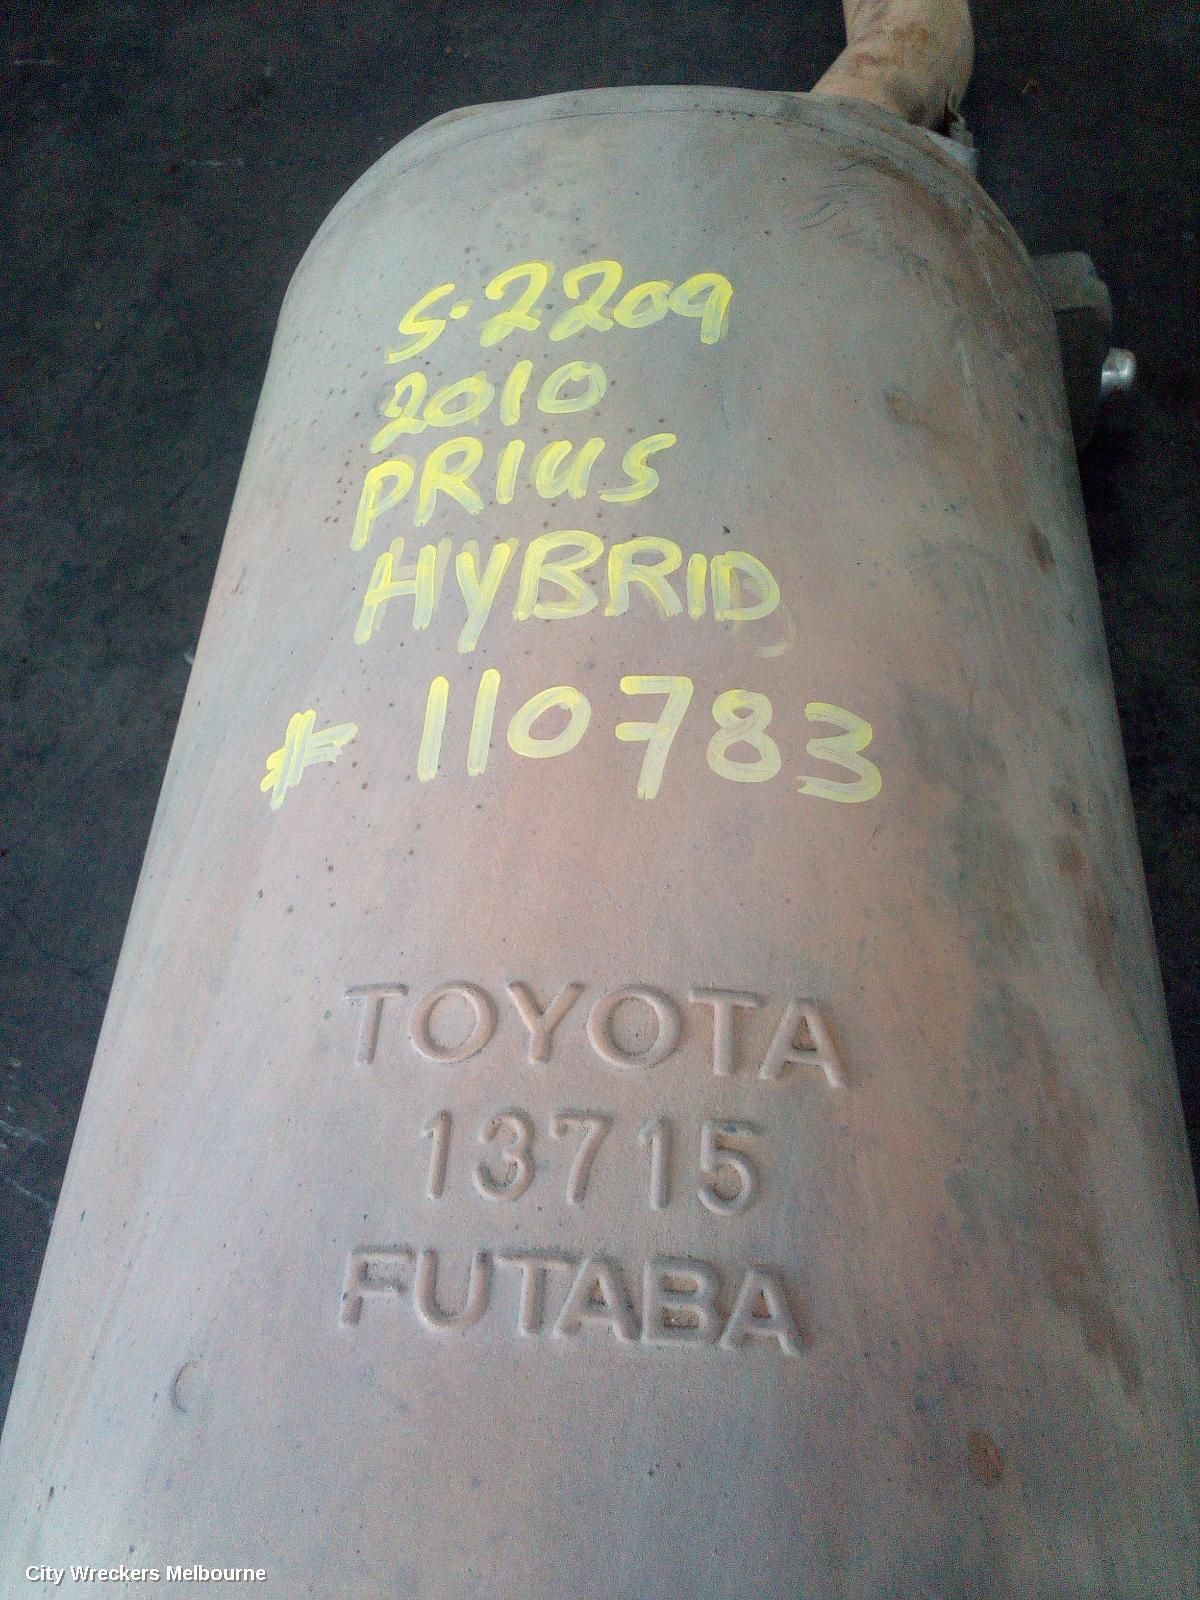 S-2209
2010
PRIUS
HYBRID
# 110783
TOYOTA
13715
FUTABA
City Wreckers Melbourne